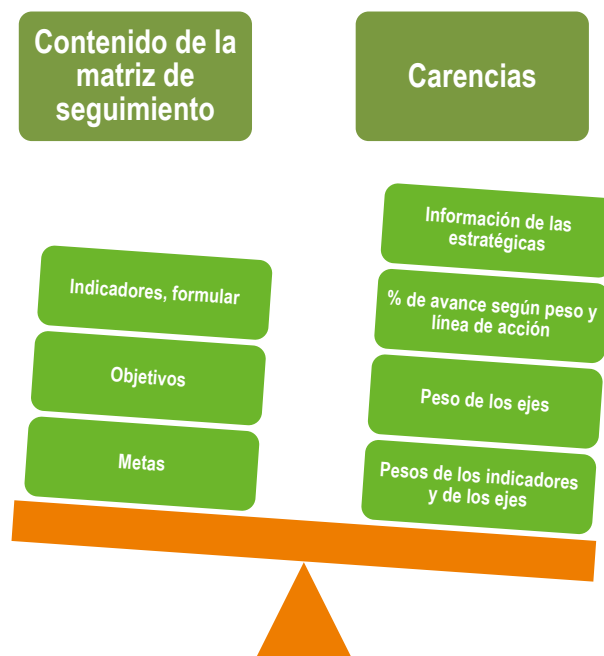 Contenido de la
matriz de
seguimiento
Carencias
Indicadores, formular
Objetivos
Metas
Información de las
estratégicas
% de avance según peso y
línea de acción
Peso de los ejes
Pesos de los indicadores
y de los ejes